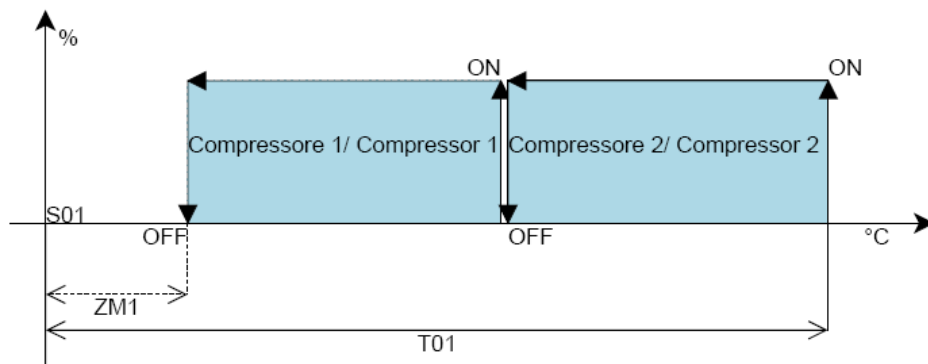 %
ON
ON
Compressore 1/ Compressor 1
Compressore 2/ Compressor 2
S01
OFF
OFF
°C
ZM1
T01